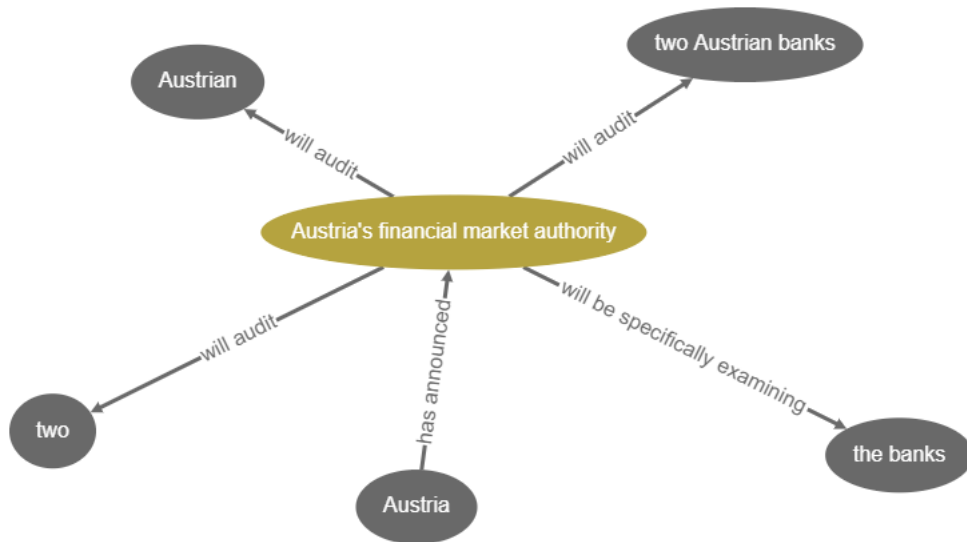 two Austrian banks
Austrian
will audit
will audit
Austria's financial market authority
will audit
has announced
will be specifically examining
two
the banks
Austria